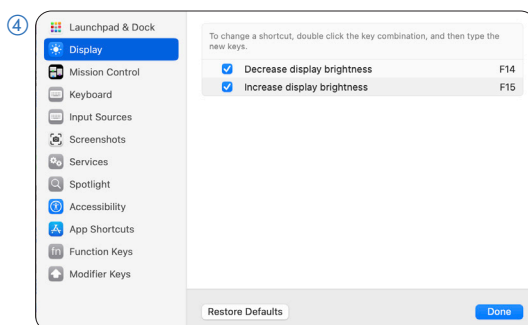 ④
Launchpad & Dock
Display
Mission Control
Keyboard
Input Sources
Screenshots
Services
Spotlight
Accessibility
App Shortcuts
fn Function Keys
Modifier Keys
To change a shortcut, double click the key combination, and then type the
new keys.
Decrease display brightness F14
Increase display brightness F15
Restore Defaults Done